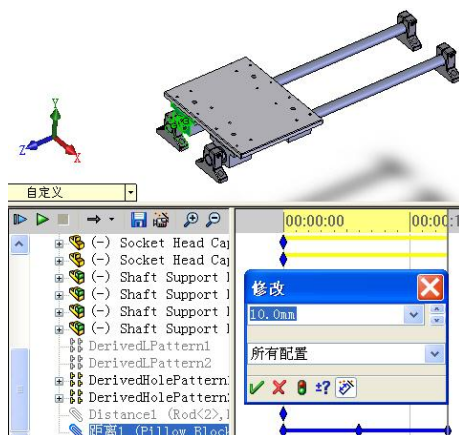 Y
Z
X
自定义
00:00:00
00:00:1
(-) Socket Head Ca
(-) Socket Head Cap
(-) Shaft Support
(-) Shaft Support
(-) Shaft Support
(-) Shaft Support
DerivedLPattern1
DerivedLPattern2
DerivedHolePattern
DerivedHolePattern
Distance1 (Rod<2>,
距离1 (Pillow Block
修改
10.0mm
所有配置
±?